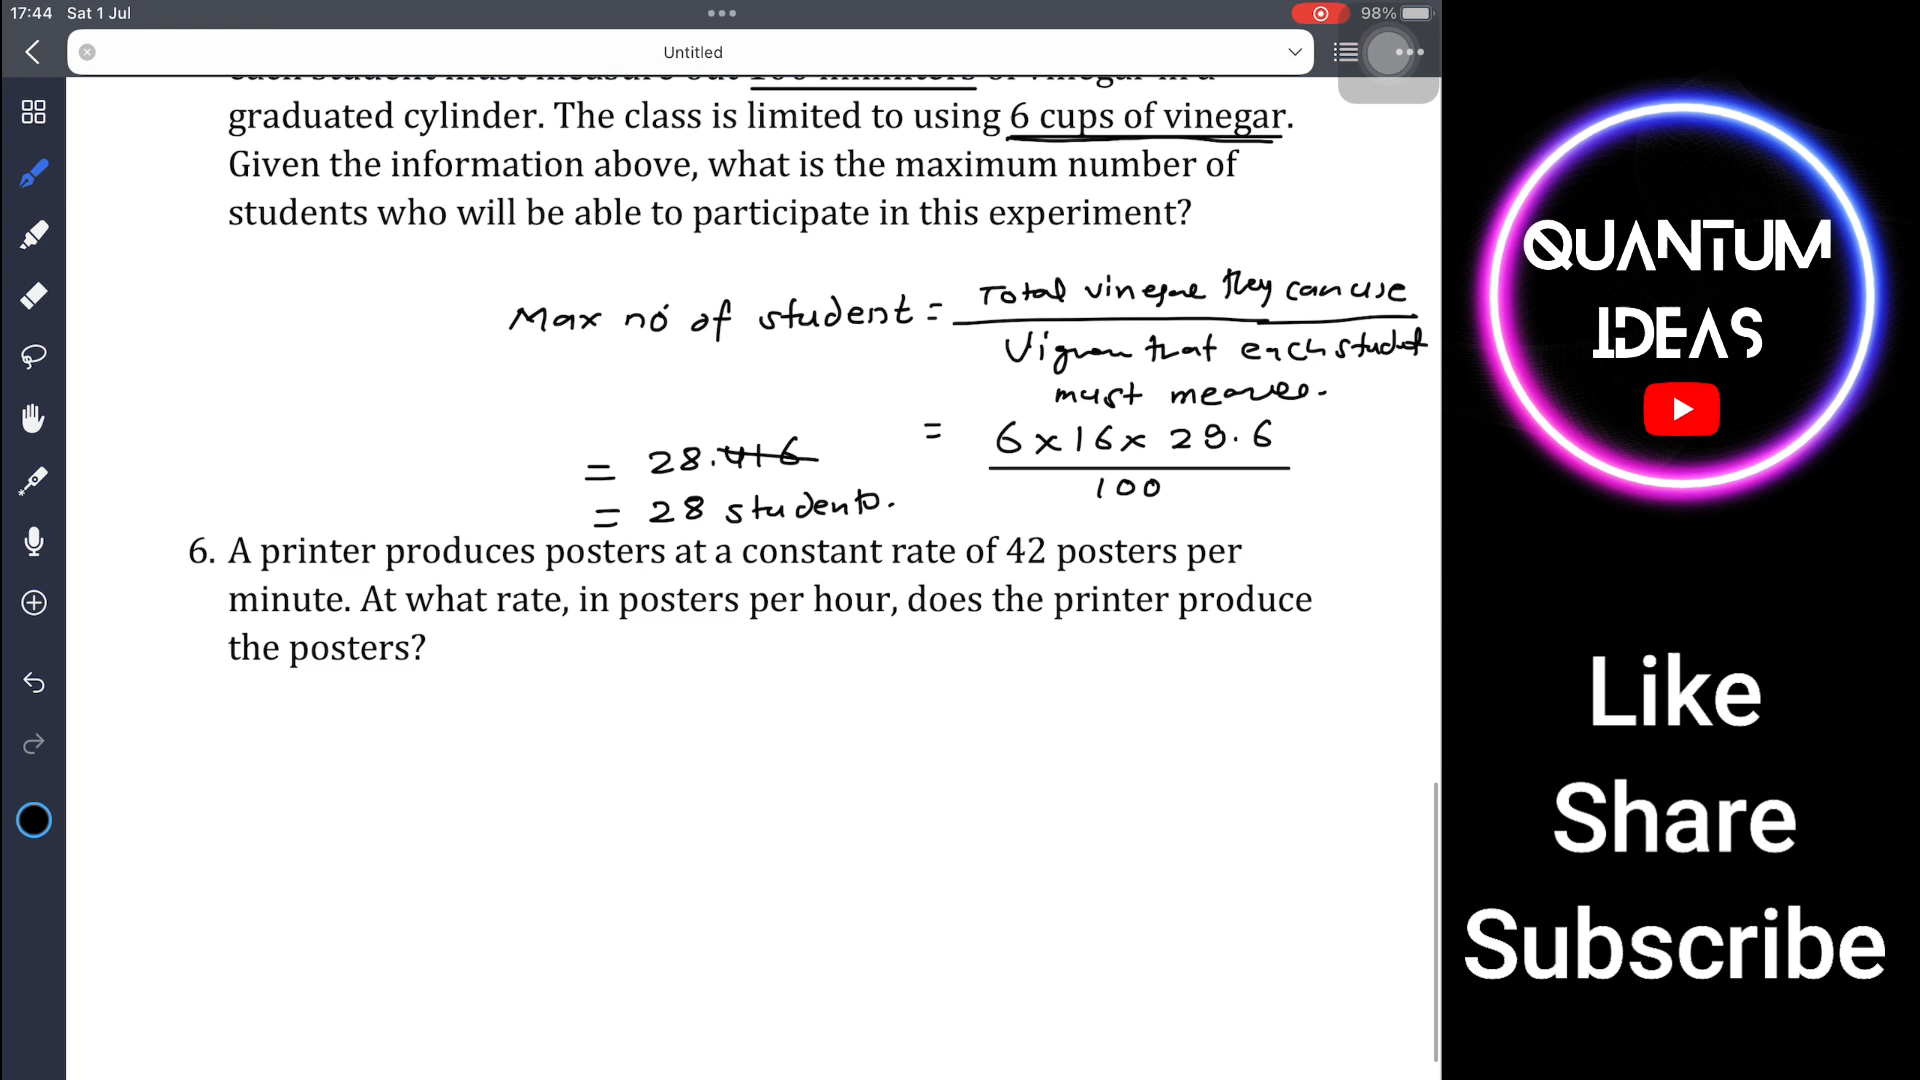 17:44 Sat 1 Jul
98%
Untitled
graduated cylinder. The class is limited to using 6 cups of vinegar.
Given the information above, what is the maximum number of
students who will be able to participate in this experiment?
Max no of student = Total vinegar they can use
that each student
must
= 6 x 16 x 29.6
100
= 28.416
= 28 students.
6. A printer produces posters at a constant rate of 42 posters per
minute. At what rate, in posters per hour, does the printer produce
the posters?
QUANTUM
IDEAS
Like
Share
Subscribe